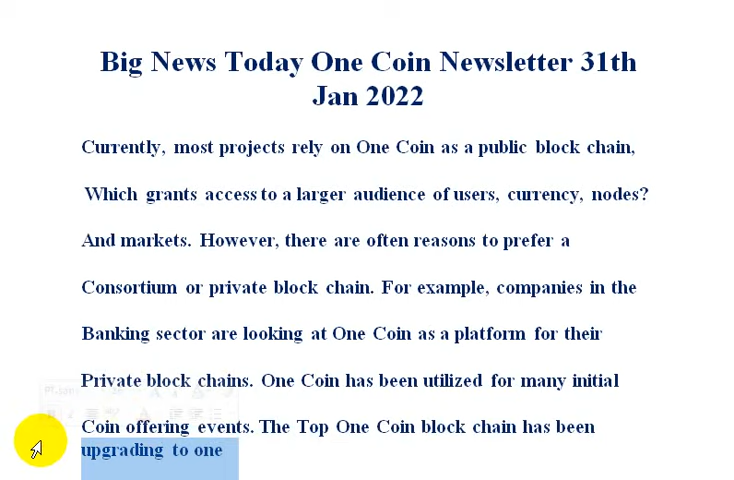 Big News Today One Coin Newsletter 31th
Jan 2022
Currently, most projects rely on One Coin as a public block chain,
Which grants access to a larger audience of users, currency, nodes?
And markets. However, there are often reasons to prefer a
Consortium or private block chain. For example, companies in the
Banking sector are looking at One Coin as a platform for their
Private block chains. One Coin has been utilized for many initial
Coin offering events. The Top One Coin block chain has been
upgrading to one